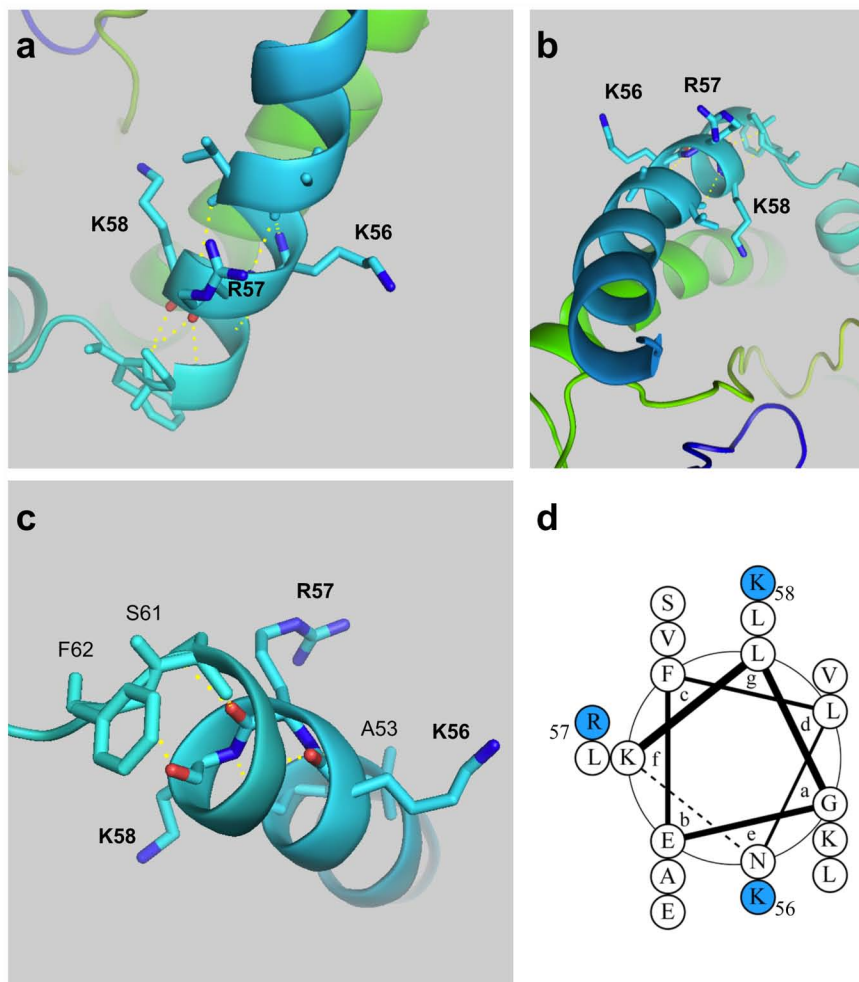 a
K58
K56
R57
b
K56
R57
K58
c
R57
S61
F62
A53
K56
K58
d
K 58
S L
V L V
F g L
c d
R
57 L K f a G
b e K
E N L
A K 56
E